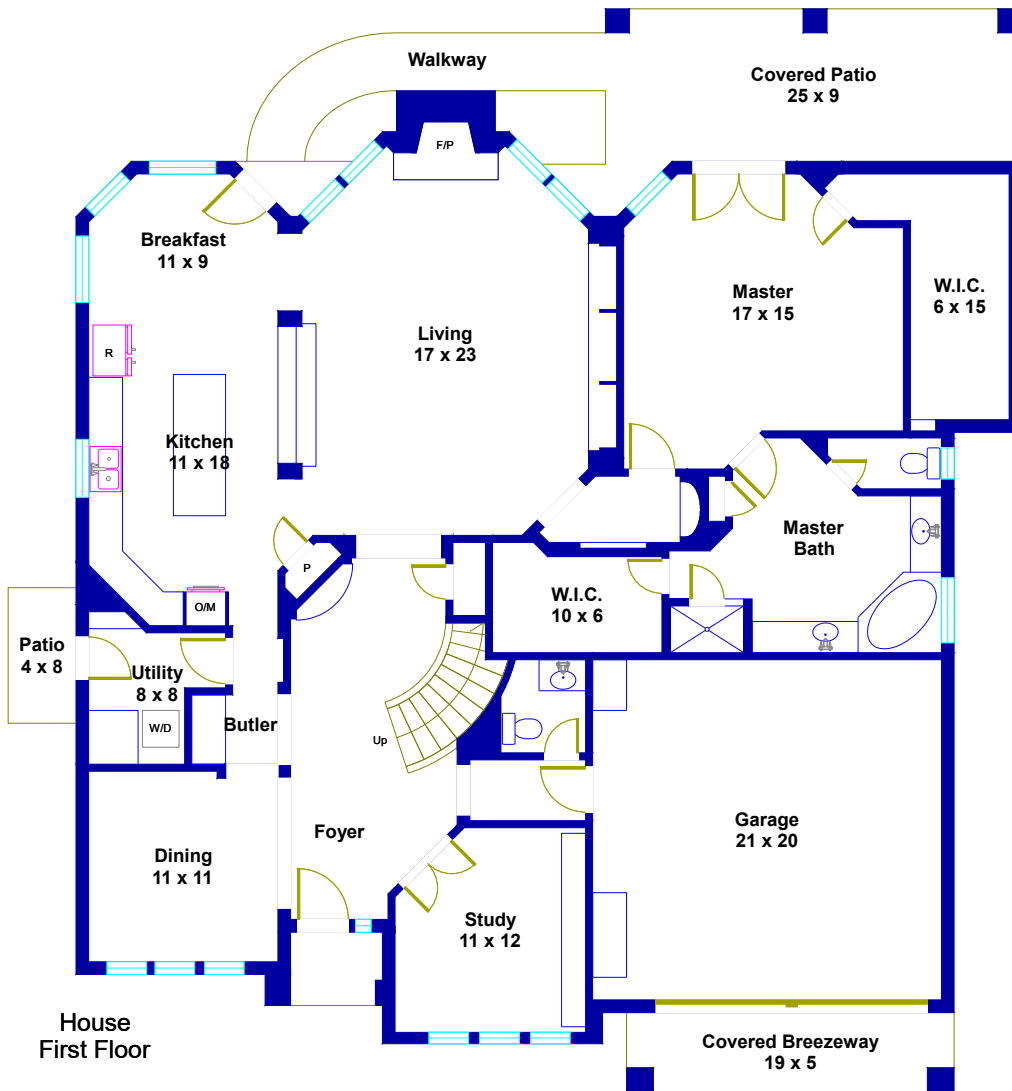 Walkway
Covered Patio
25 x 9
F/P
Breakfast
11 x 9
Living
17 x 23
Master
17 x 15
W.I.C.
6 x 15
R
Kitchen
11 x 18
Master
Bath
P
W.I.C.
10 x 6
O/M
Patio
4 x 8
Utility
8 x 8
W/D
Butler
Up
Foyer
Garage
21 x 20
Dining
11 x 11
Study
11 x 12
House
First Floor
Covered Breezeway
19 x 5